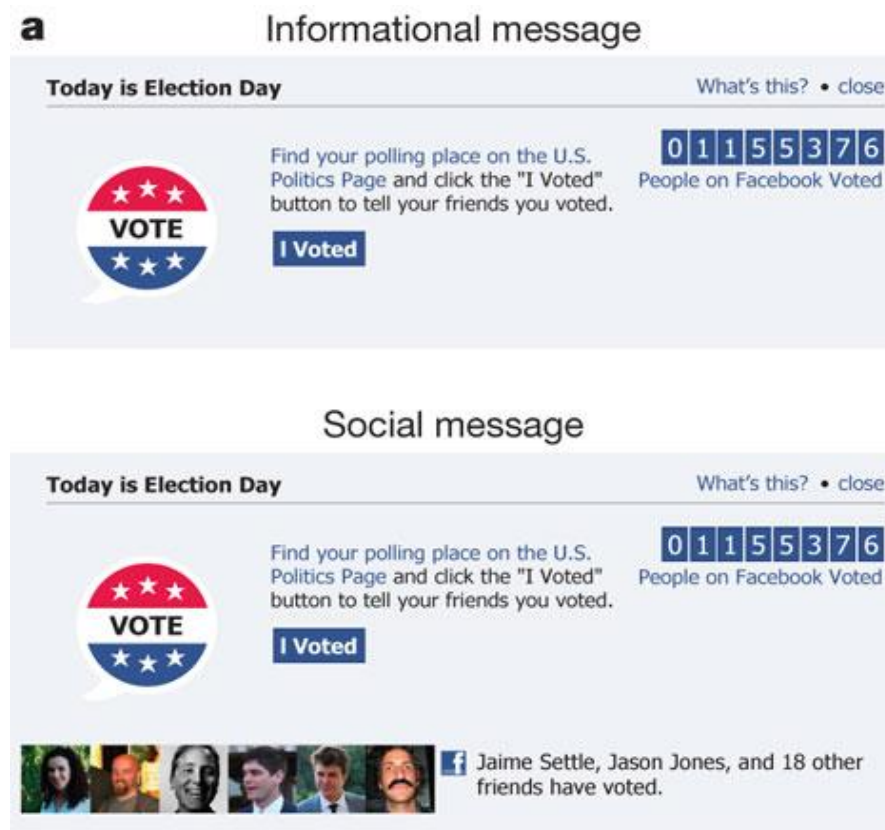 a
Informational message
Today is Election Day
What's this? • close
Find your polling place on the U.S.
Politics Page and click the "I Voted"
button to tell your friends you voted.
I Voted
01155376
People on Facebook Voted
VOTE
Social message
Today is Election Day
What's this? • close
Find your polling place on the U.S.
Politics Page and click the "I Voted"
button to tell your friends you voted.
I Voted
01155376
People on Facebook Voted
VOTE
f
Jaime Settle, Jason Jones, and 18 other
friends have voted.